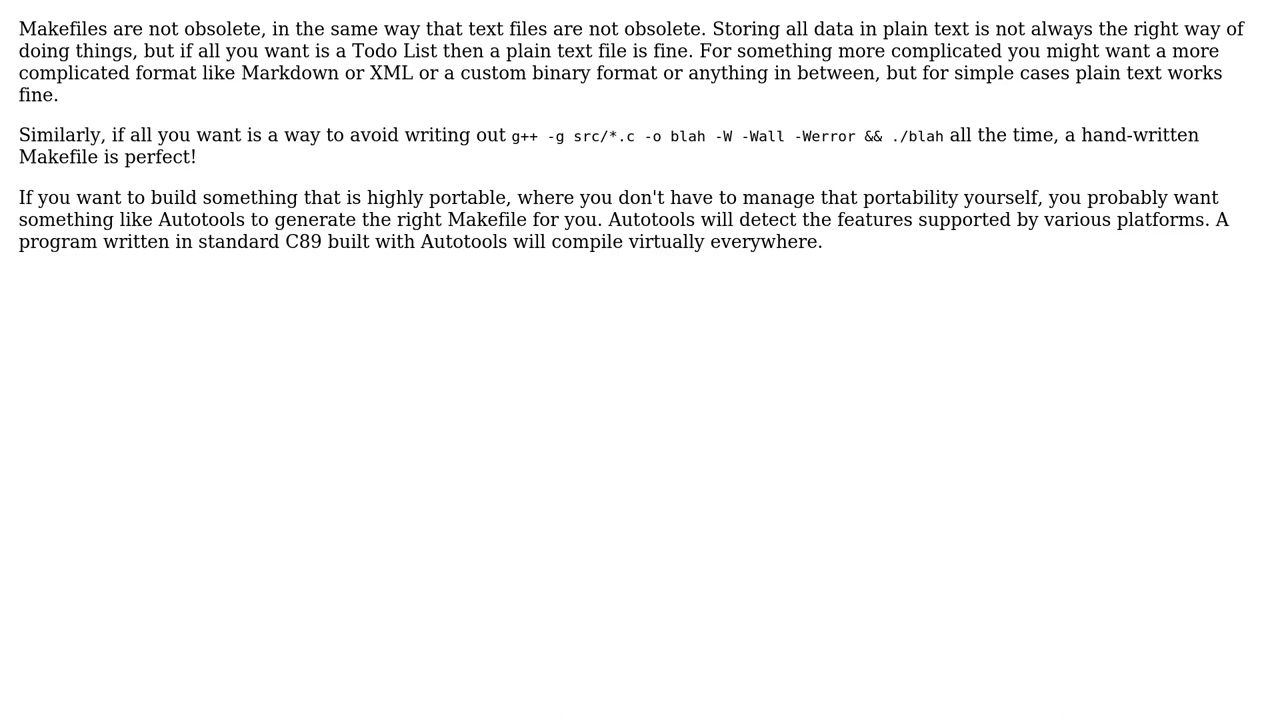 Makefiles are not obsolete, in the same way that text files are not obsolete. Storing all data in plain text is not always the right way of
doing things, but if all you want is a Todo List then a plain text file is fine. For something more complicated you might want a more
complicated format like Markdown or XML or a custom binary format or anything in between, but for simple cases plain text works
fine.
Similarly, if all you want is a way to avoid writing out g++ -g src/*.c -o blah -W -Wall -Werror && ./blah all the time, a hand-written
Makefile is perfect!
If you want to build something that is highly portable, where you don't have to manage that portability yourself, you probably want
something like Autotools to generate the right Makefile for you. Autotools will detect the features supported by various platforms. A
program written in standard C89 built with Autotools will compile virtually everywhere.